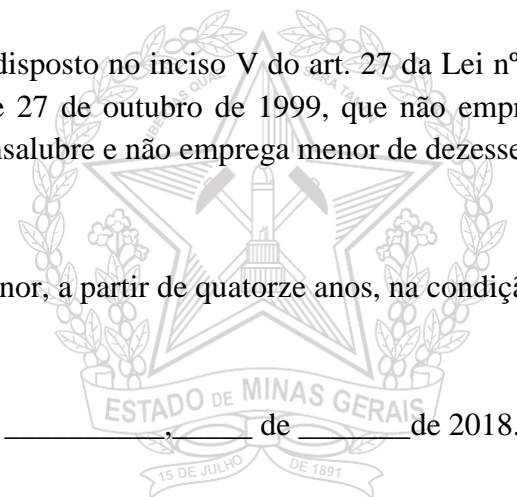 disposto no inciso V do art. 27 da Lei nº
e 27 de outubro de 1999, que não empr
nsalubre e não emprega menor de dezesse
nor, a partir de quatorze anos, na condiçã
ESTADO DE MINAS GERAIS
__________,_____ de _______de 2018.
15 DE JULHO DE 1891